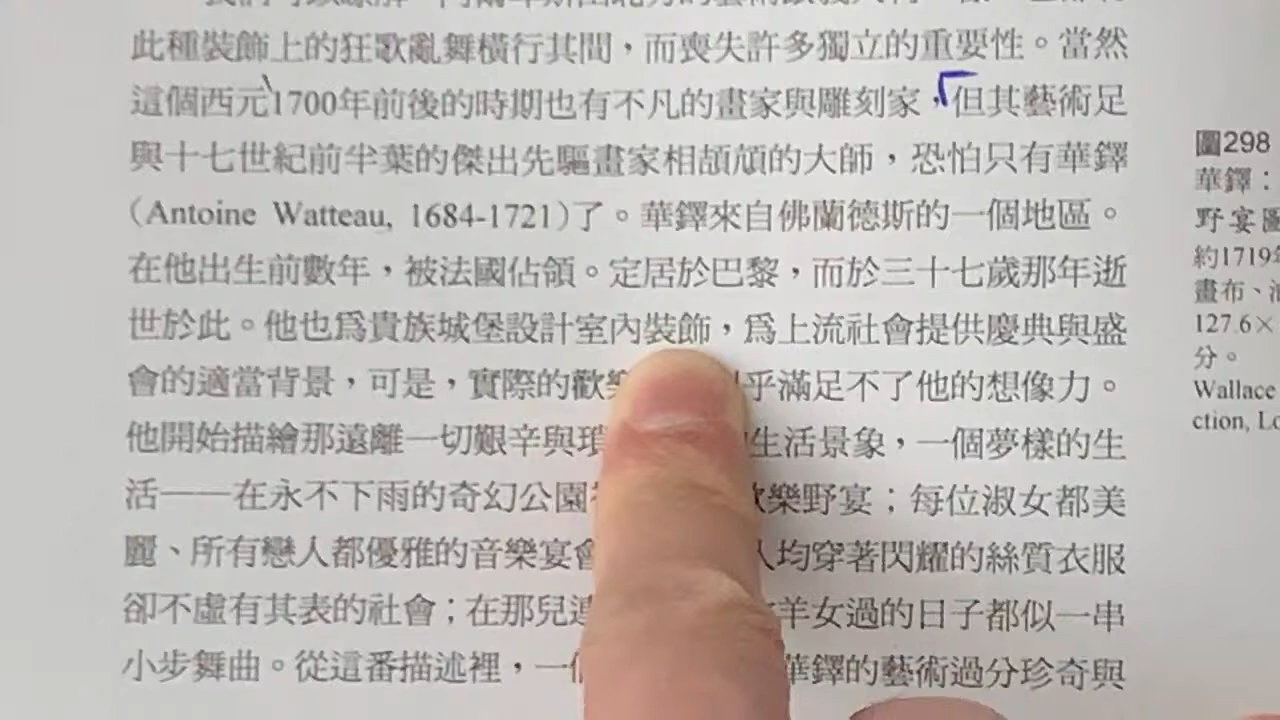 此種裝飾上的狂歌亂舞橫行其間，而喪失許多獨立的重要性。當然
這個西元1700年前後的時期也有不凡的畫家與雕刻家，但其藝術足
與十七世紀前半葉的傑出先驅畫家相頡頏的大師，恐怕只有華鐸
（Antoine Watteau, 1684-1721）了。華鐸來自佛蘭德斯的一個地區。
在他出生前數年，被法國佔領。定居於巴黎，而於三十七歲那年逝
世於此。他也爲貴族城堡設計室內裝飾，爲上流社會提供慶典與盛
會的適當背景，可是，實際的歡 乎滿足不了他的想像力。
他開始描繪那遠離一切艱辛與瑣 生活景象，一個夢樣的生
活——在永不下雨的奇幻公園 樂野宴；每位淑女都美
麗、所有戀人都優雅的音樂宴會 人均穿著閃耀的絲質衣服
卻不虛有其表的社會；在那兒 羊女過的日子都似一串
小步舞曲。從這番描述裡，一 華鐸的藝術過分珍奇與
圖298
華鐸：
野宴圖
約1719年
畫布、
127.6×
分。
Wallace
ction,